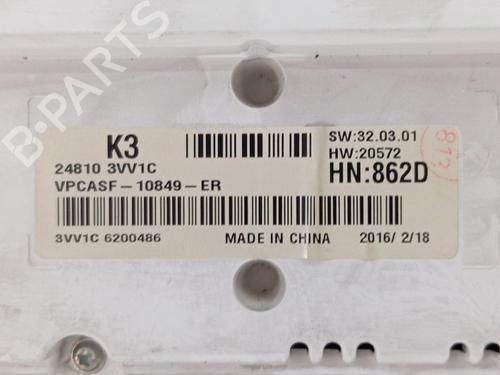 B-PARTS
K3
SW:32.03.01
HW:20572
24810 3VV1C
HN:862D
VPCASF-10849-ER
3VV1C 6200486
MADE IN CHINA
2016/ 2/18